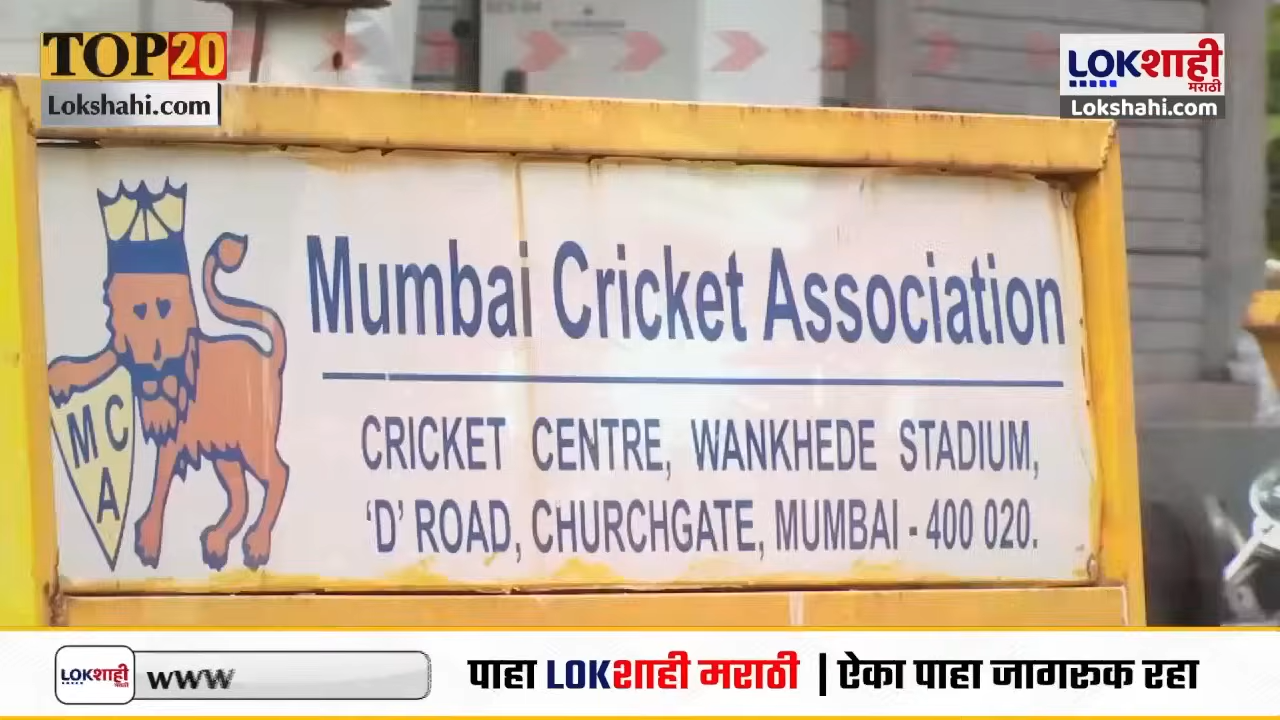 TOP20
Lokshahi.com
LOKशाही
मराठी
Lokshahi.com
Mumbai Cricket Association
CRICKET CENTRE, WANKHEDE STADIUM,
'D' ROAD, CHURCHGATE, MUMBAI - 400 020.
M C
A
LOKशाही
मराठी
www
पाहा LOKशाही मराठी | ऐका पाहा जागरूक रहा